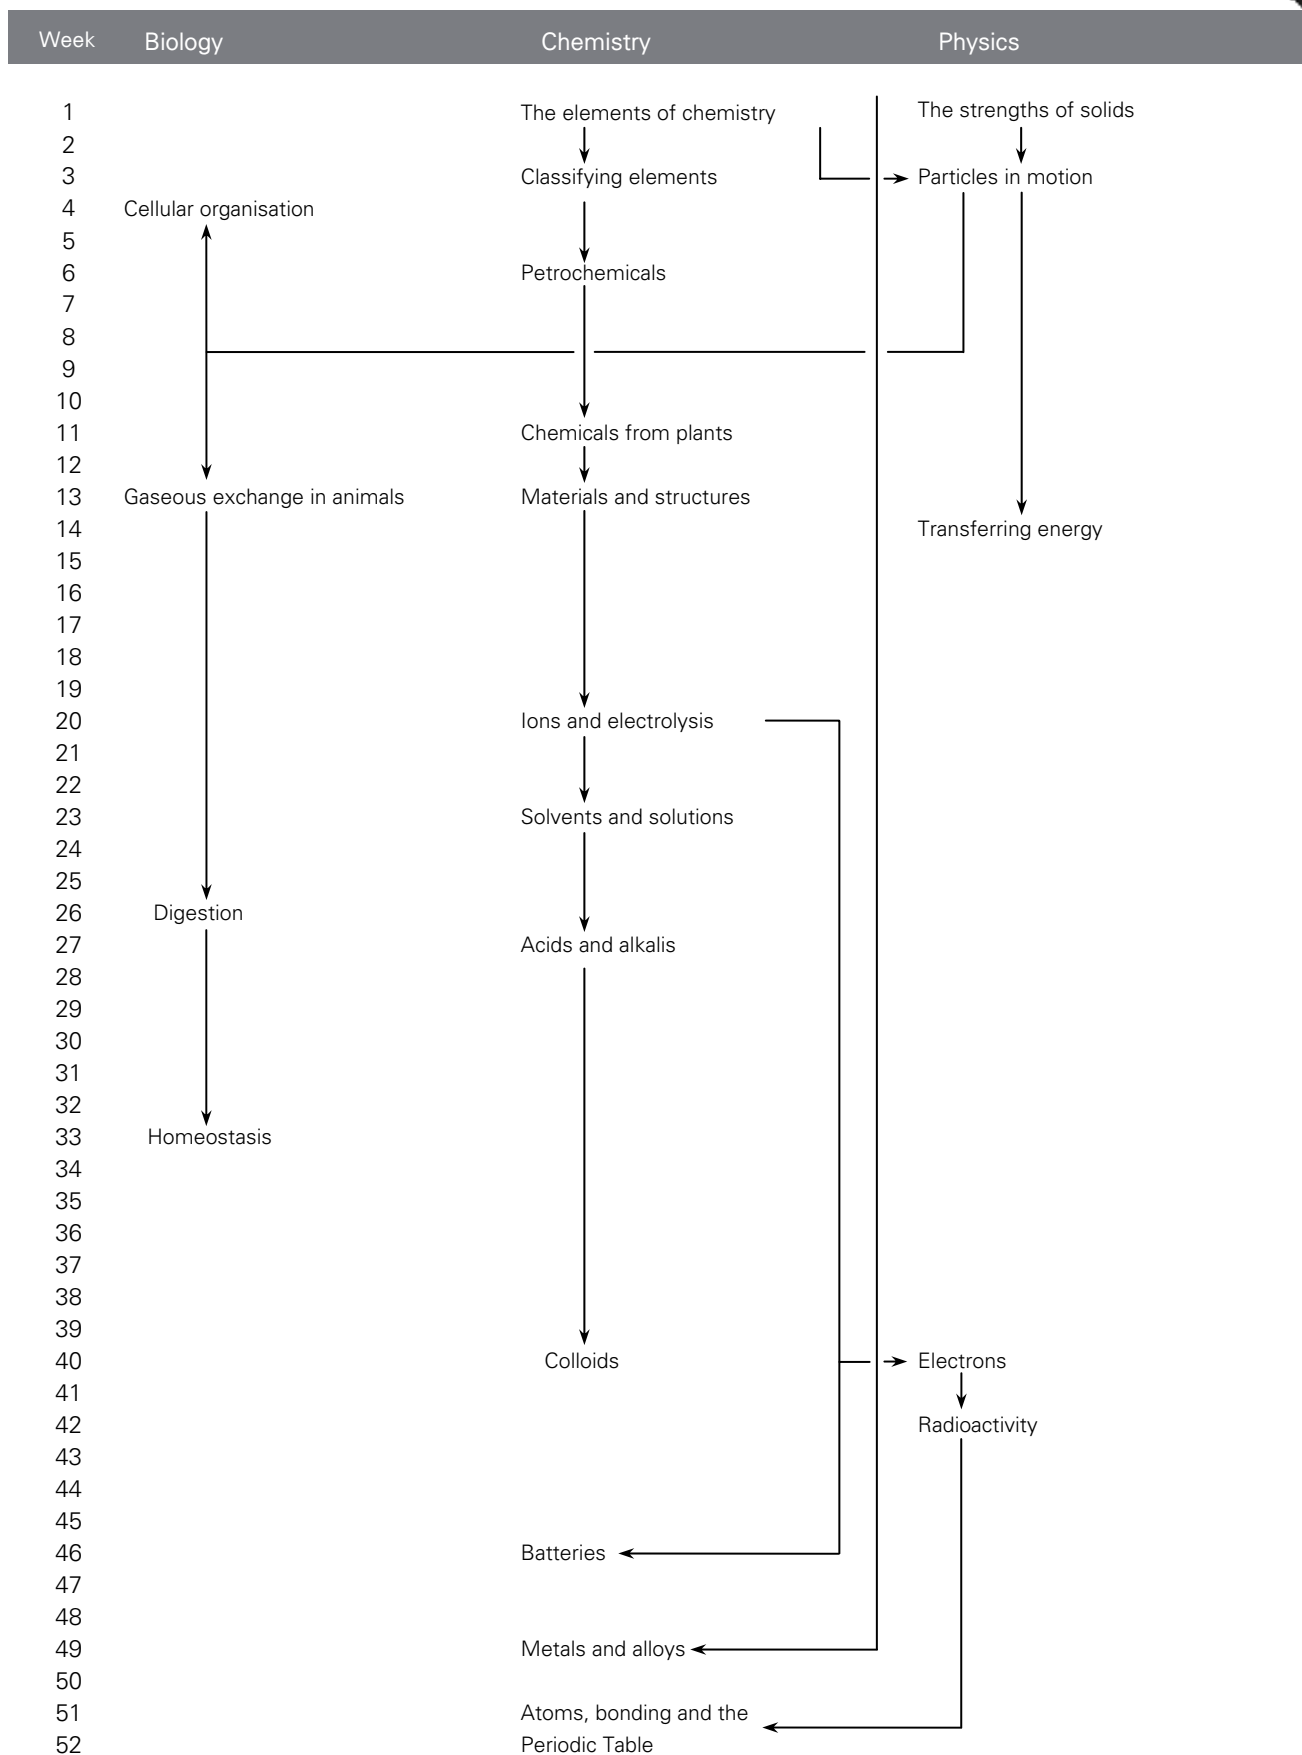 Week Biology Chemistry Physics
1 The elements of chemistry The strengths of solids
2
3 Classifying elements Particles in motion
4 Cellular organisation
5
6 Petrochemicals
7
8
9
10
11 Chemicals from plants
12
13 Gaseous exchange in animals Materials and structures
14 Transferring energy
15
16
17
18
19
20 Ions and electrolysis
21
22
23 Solvents and solutions
24
25
26 Digestion
27 Acids and alkalis
28
29
30
31
32
33 Homeostasis
34
35
36
37
38
39
40 Colloids Electrons
41
42 Radioactivity
43
44
45
46 Batteries
47
48
49 Metals and alloys
50
51 Atoms, bonding and the
52 Periodic Table